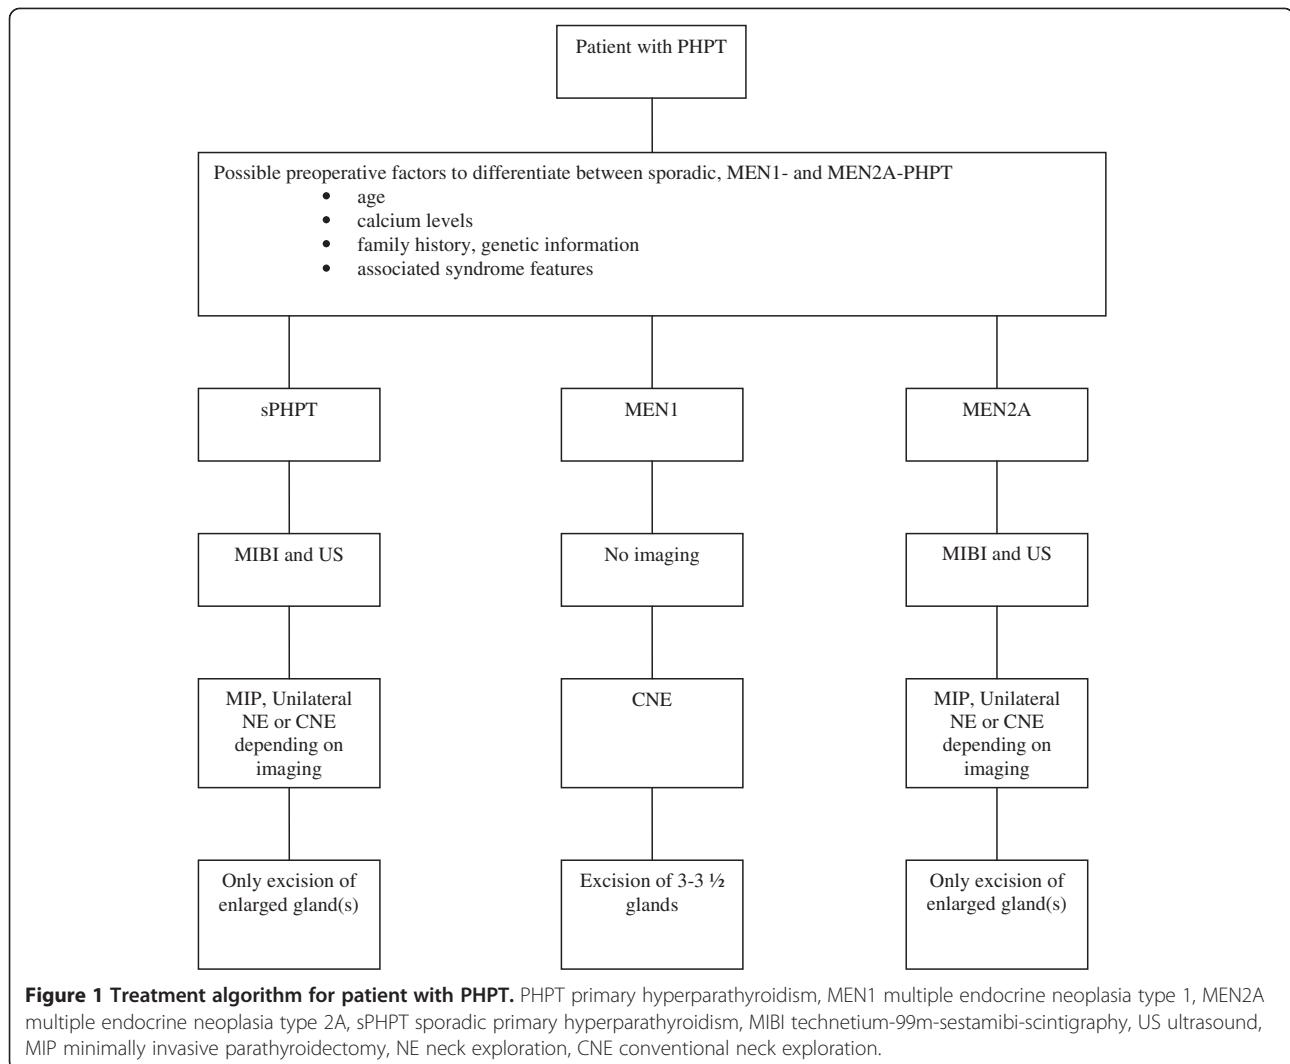 Patient with PHPT
Possible preoperative factors to differentiate between sporadic, MEN1- and MEN2A-PHPT
• age
• calcium levels
• family history, genetic information
• associated syndrome features
sPHPT
MEN1
MEN2A
MIBI and US
No imaging
MIBI and US
MIP, Unilateral
NE or CNE
depending on
imaging
CNE
MIP, Unilateral
NE or CNE
depending on
imaging
Only excision of
enlarged gland(s)
Excision of 3-3 ½
glands
Only excision of
enlarged gland(s)
Figure 1 Treatment algorithm for patient with PHPT. PHPT primary hyperparathyroidism, MEN1 multiple endocrine neoplasia type 1, MEN2A
multiple endocrine neoplasia type 2A, sPHPT sporadic primary hyperparathyroidism, MIBI technetium-99m-sestamibi-scintigraphy, US ultrasound,
MIP minimally invasive parathyroidectomy, NE neck exploration, CNE conventional neck exploration.